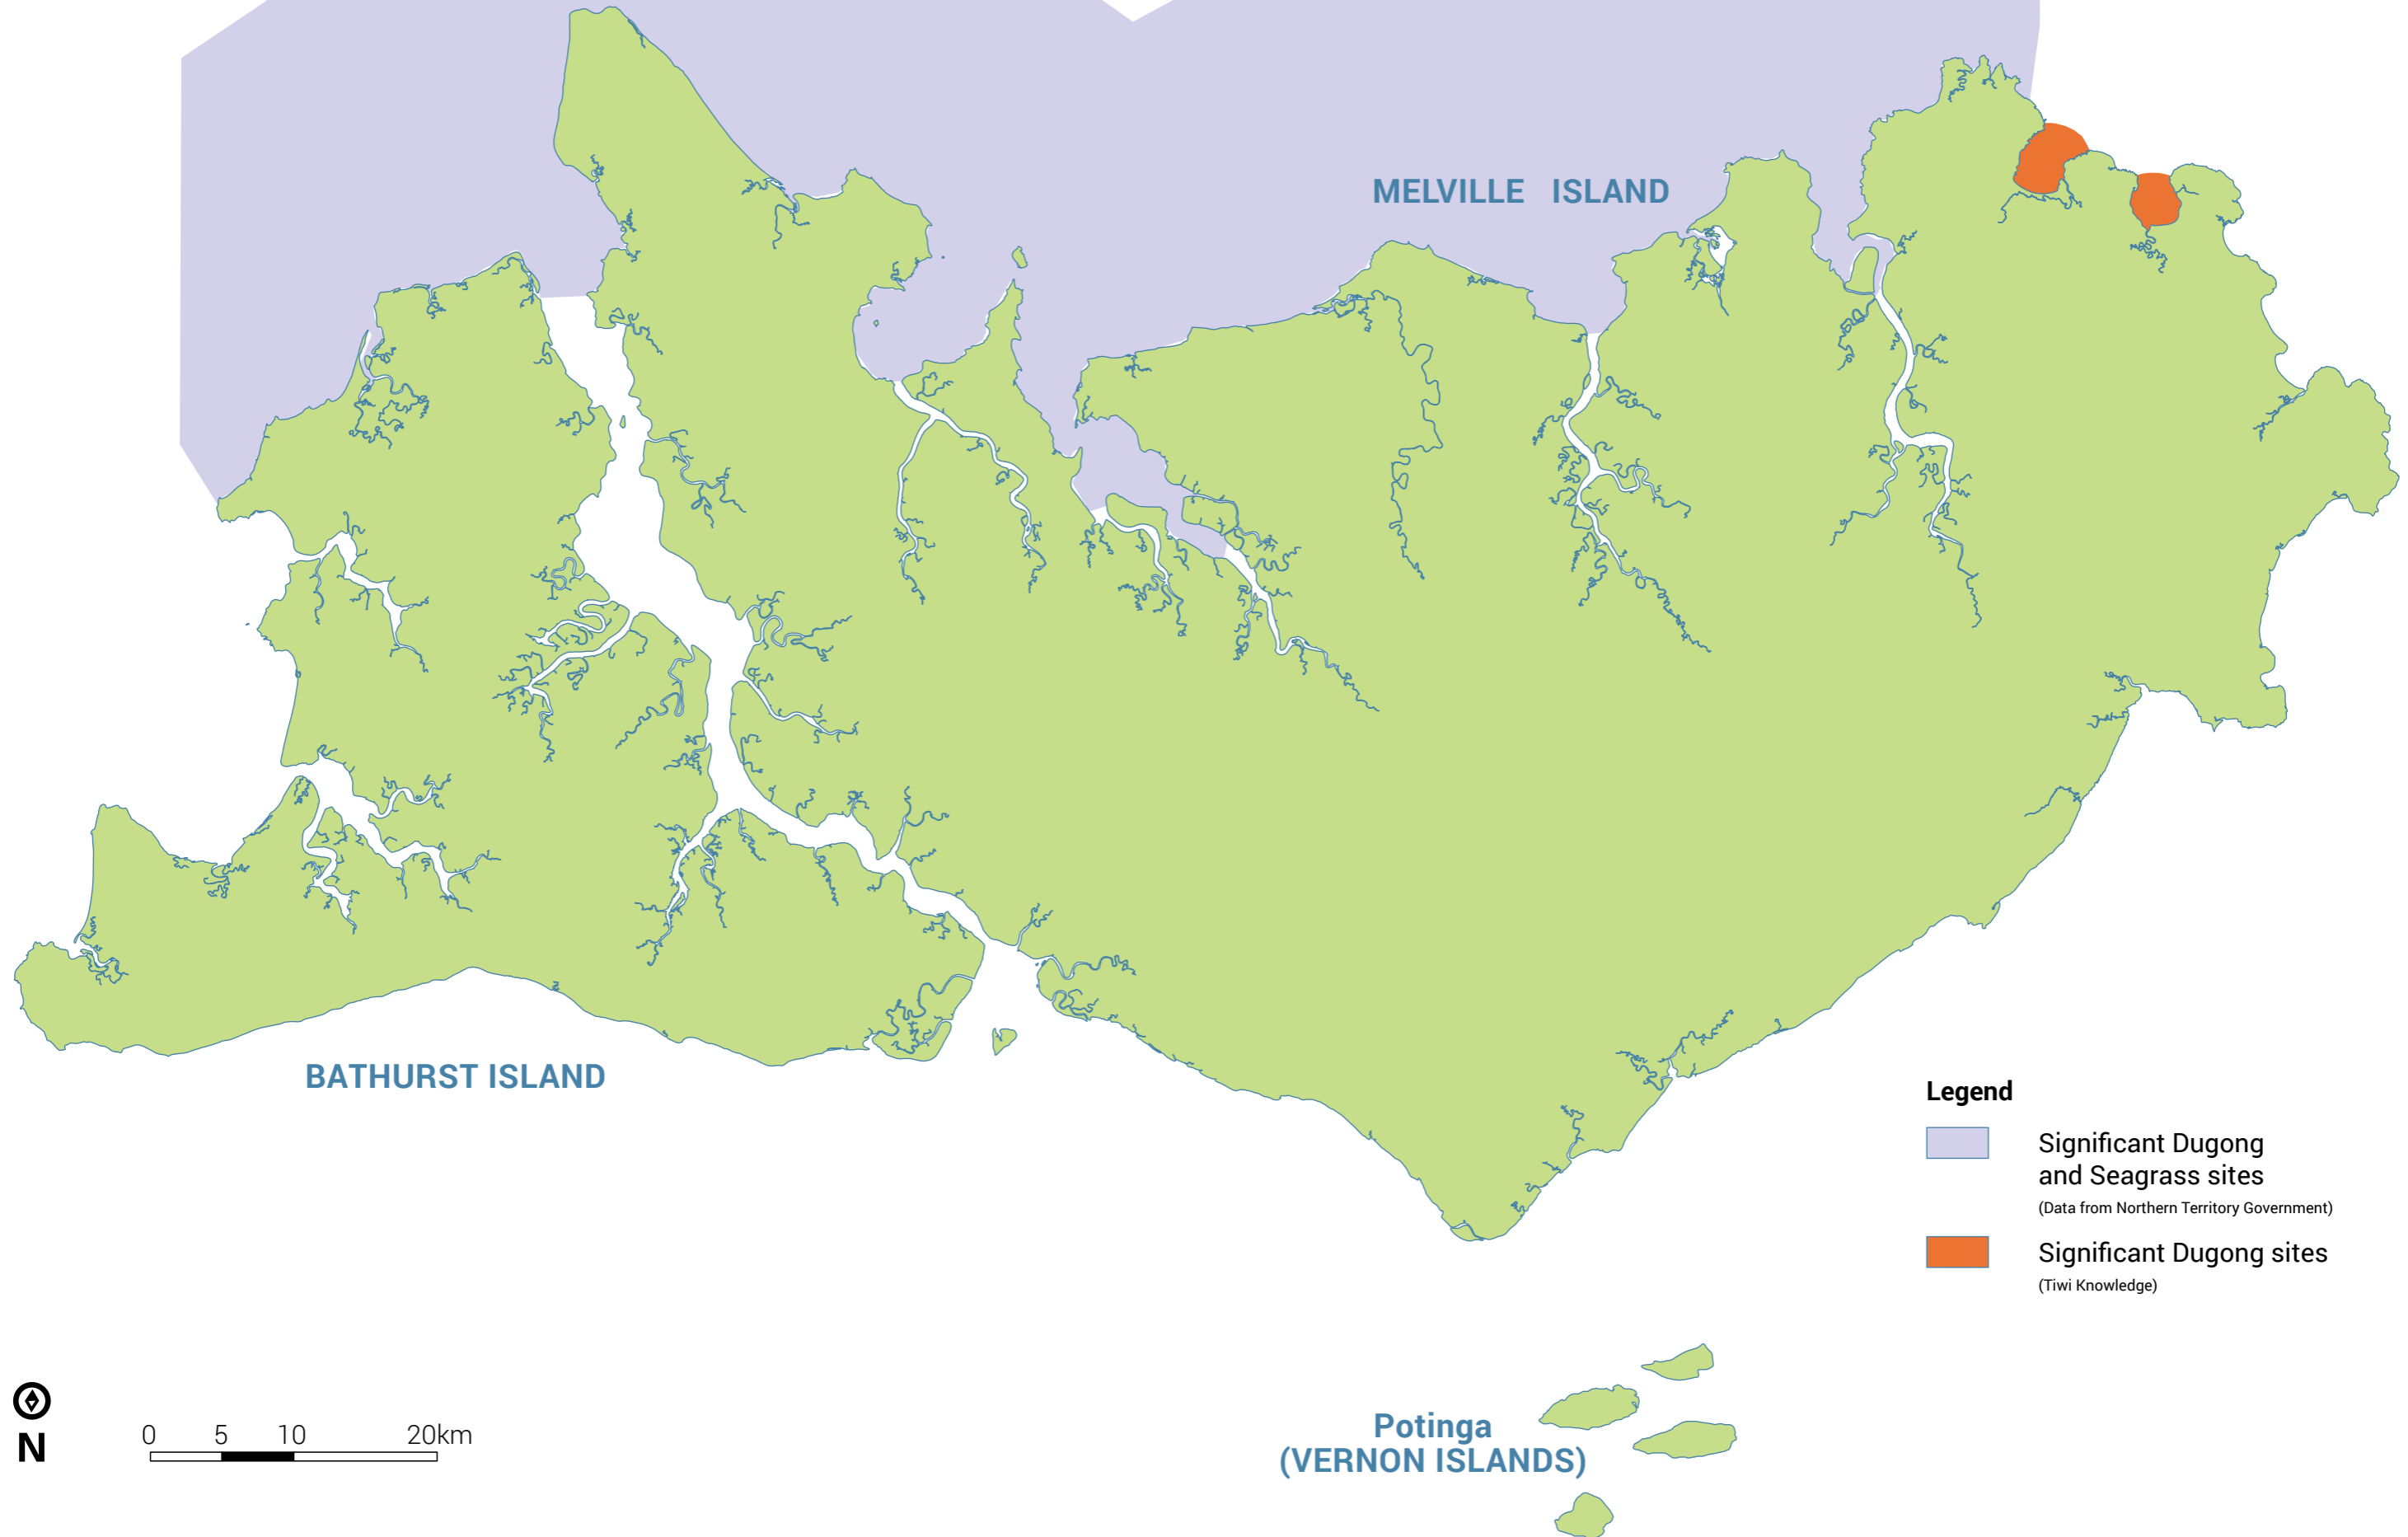 MELVILLE ISLAND
BATHURST ISLAND
Legend
Significant Dugong
and Seagrass sites
(Data from Northern Territory Government)
Significant Dugong sites
(Tiwi Knowledge)
N
0 5 10 20km
Potinga
(VERNON ISLANDS)